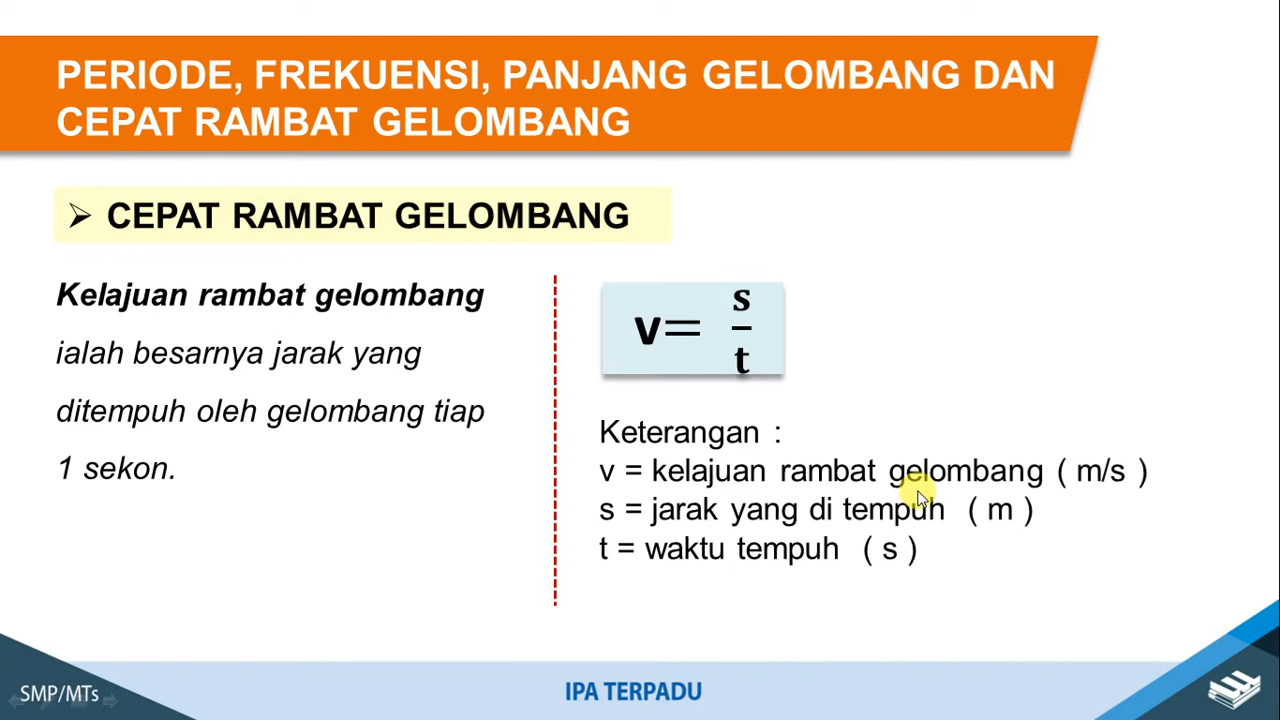 PERIODE, FREKUENSI, PANJANG GELOMBANG DAN
CEPAT RAMBAT GELOMBANG
➢ CEPAT RAMBAT GELOMBANG
Kelajuan rambat gelombang
ialah besarnya jarak yang
ditempuh oleh gelombang tiap
1 sekon.
v= s/t
Keterangan :
v = kelajuan rambat gelombang ( m/s )
s = jarak yang di tempuh ( m )
t = waktu tempuh ( s )
SMP/MTs
IPA TERPADU